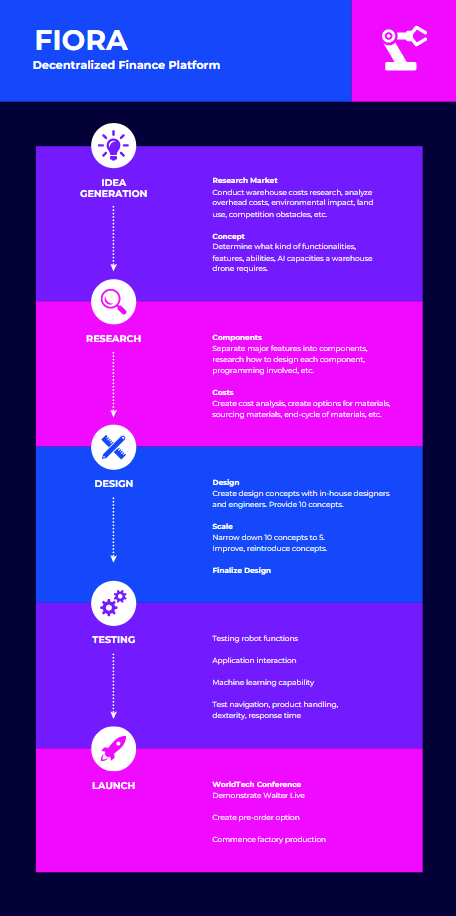 FIORA
Decentralized Finance Platform
IDEA
GENERATION
Research Market
Conduct warehouse costs research, analyze
overhead costs, environmental impact, land
use, competition obstacles, etc.
Concept
Determine what kind of functionalities,
features, abilities, AI capacities a warehouse
drone requires.
RESEARCH
Components
Separate major features into components,
research how to design each component,
programming involved, etc.
Costs
Create cost analysis, create options for materials,
sourcing materials, end-cycle of materials, etc.
DESIGN
Design
Create design concepts with in-house designers
and engineers. Provide 10 concepts.
Scale
Narrow down 10 concepts to 5.
Improve, reintroduce concepts.
Finalize Design
TESTING
Testing robot functions
Application interaction
Machine learning capability
Test navigation, product handling,
dexterity, response time
LAUNCH
WorldTech Conference
Demonstrate Walter Live
Create pre-order option
Commence factory production